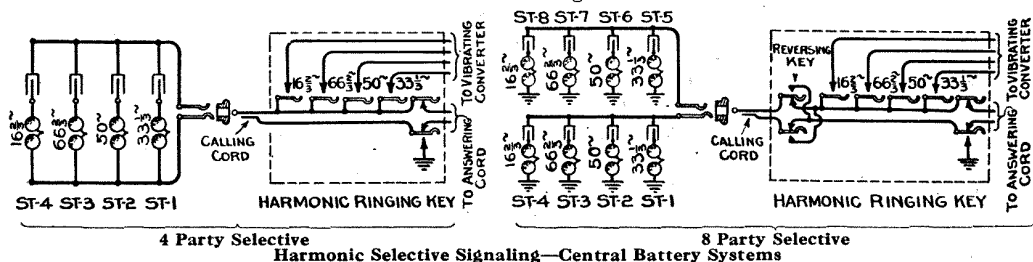 ST-8 ST-7 ST-6 ST-5
16⅔~ 66⅔~ 50~ 33⅓~
REVERSING
KEY
16⅔~ 66⅔~ 50~ 33⅓~
TO VIBRATING
CONVERTER
16⅔~ 66⅔~ 50~ 33⅓~
16⅔~ 66⅔~ 50~ 33⅓~
TO VIBRATING
CONVERTER
CALLING
CORD
TO ANSWERING
CORD
16⅔~ 66⅔~ 50~ 33⅓~
CALLING
CORD
TO ANSWERING
CORD
ST-4 ST-3 ST-2 ST-1
HARMONIC RINGING KEY
ST-4 ST-3 ST-2 ST-1
HARMONIC RINGING KEY
4 Party Selective
8 Party Selective
Harmonic Selective Signaling—Central Battery Systems